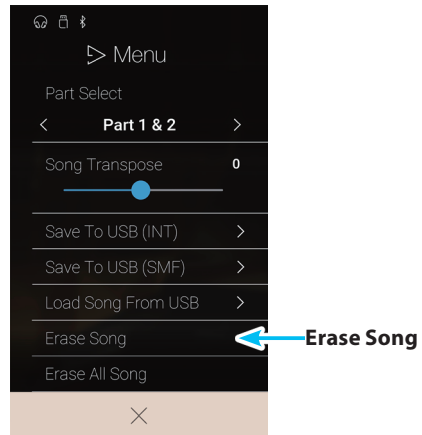 Menu
Part Select
< Part 1 & 2 >
Song Transpose 0
Save To USB (INT) >
Save To USB (SMF) >
Load Song From USB >
Erase Song
Erase Song
Erase All Song